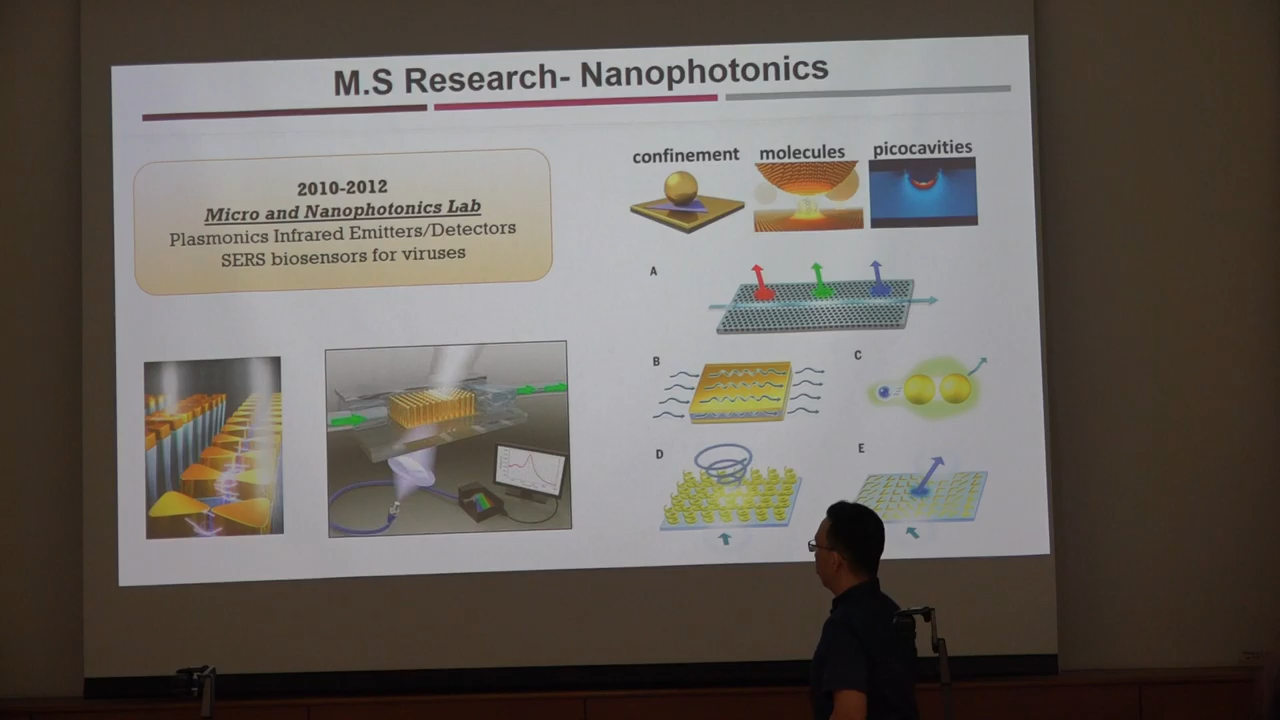 M.S Research- Nanophotonics
2010-2012
Micro and Nanophotonics Lab
Plasmonics Infrared Emitters/Detectors
SERS biosensors for viruses
confinement
molecules
picocavities
A
B
C
D
E